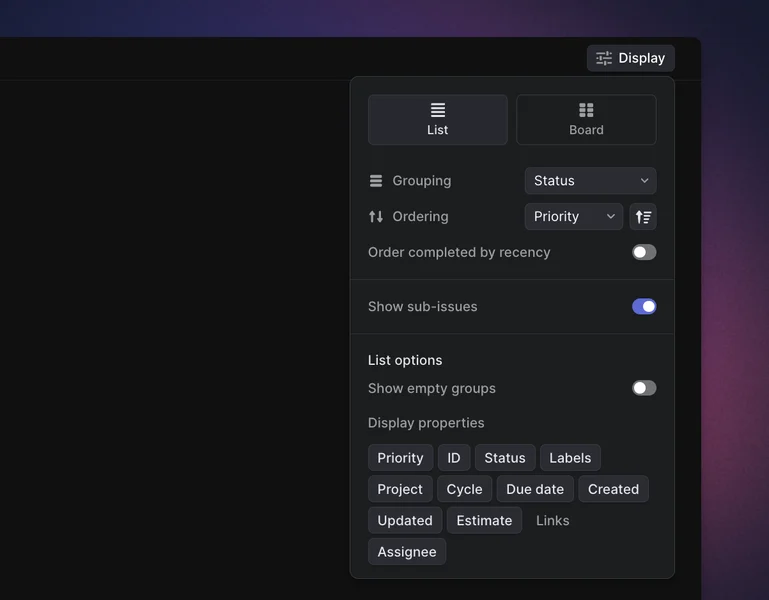 Display
List Board
Grouping Status
Ordering Priority
Order completed by recency
Show sub-issues
List options
Show empty groups
Display properties
Priority ID Status Labels
Project Cycle Due date Created
Updated Estimate Links
Assignee